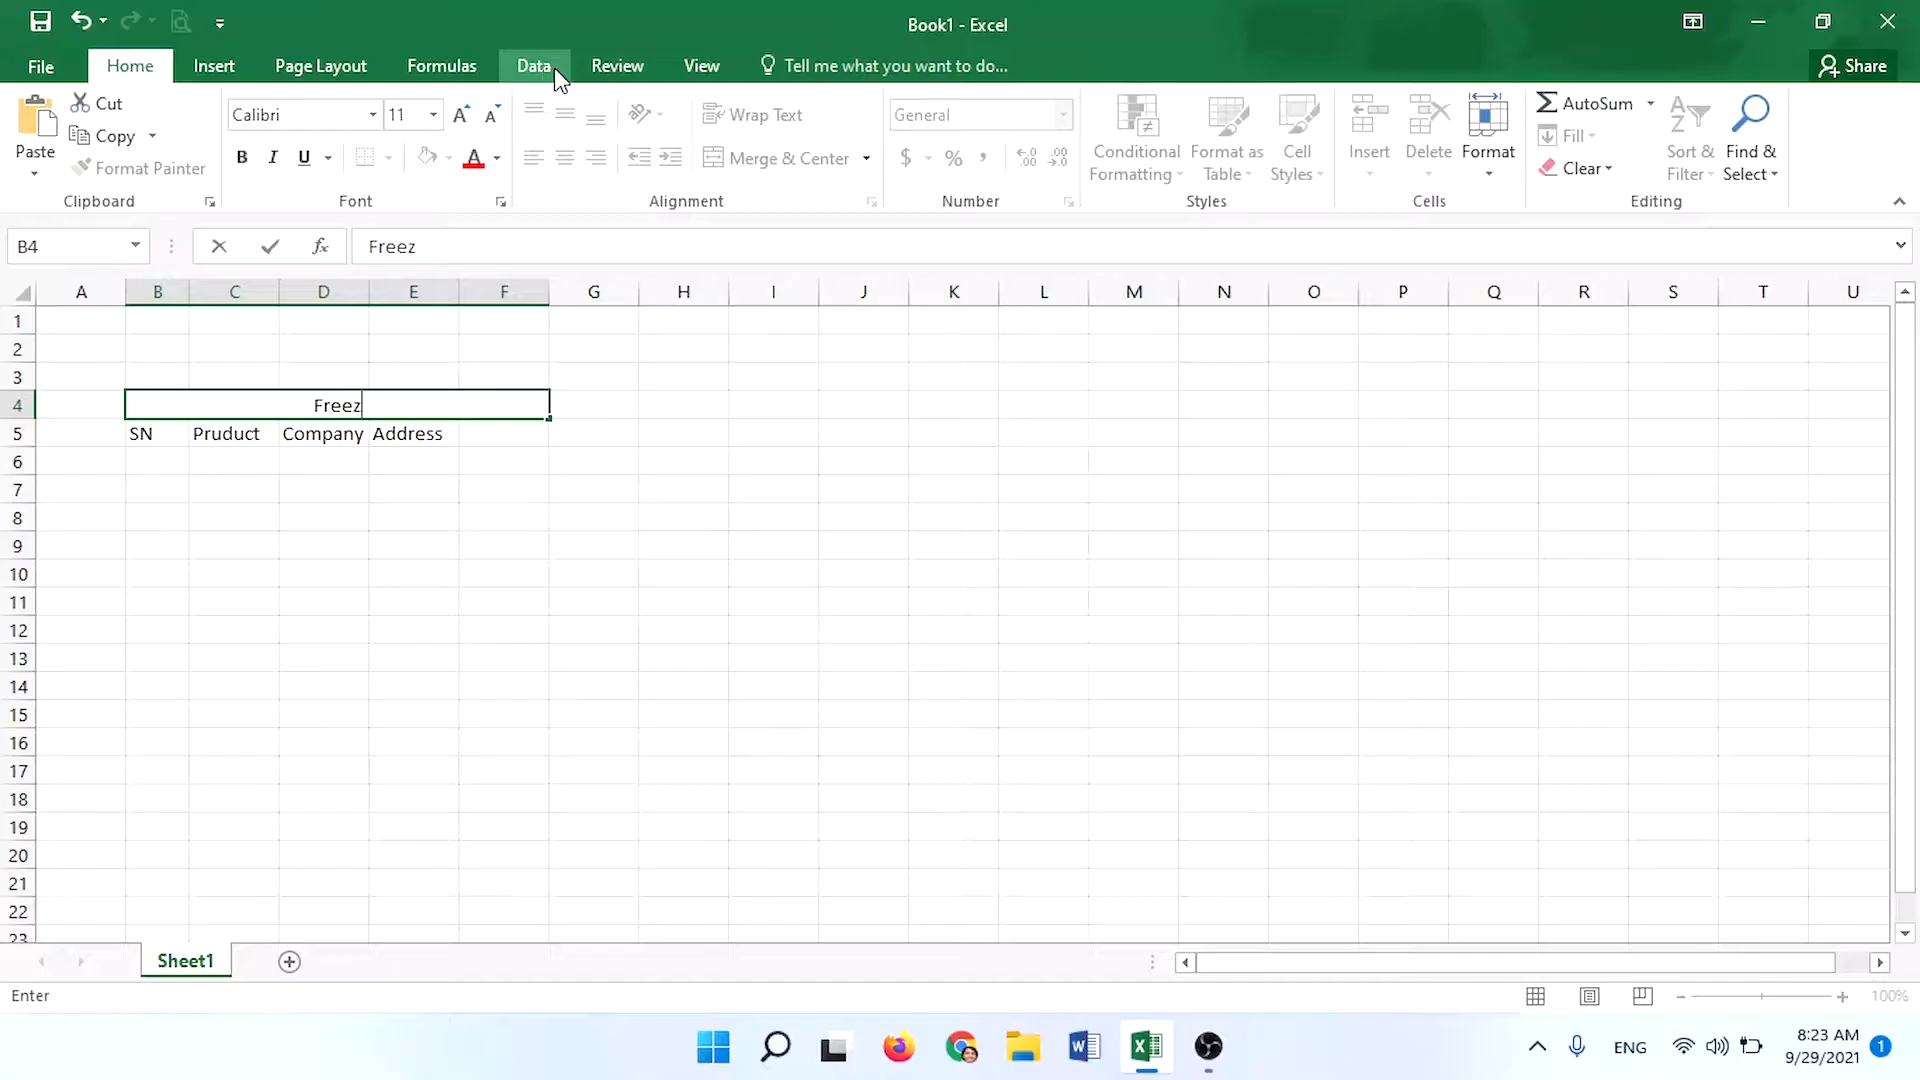 Book1 - Excel
File Home Insert Page Layout Formulas Data Review View Tell me what you want to do... Share
Paste
Cut
Copy
Format Painter
Clipboard
Calibri 11
A A
B I U A
Font
Wrap Text
Merge & Center
Alignment
General
$ % , .00 .00
Number
Conditional Formatting
Format as Table
Cell Styles
Styles
Insert Delete Format
Cells
AutoSum
Fill
Clear
Sort & Filter
Find & Select
Editing
B4 fx Freez
A B C D E F G H I J K L M N O P Q R S T U
1
2
3
4 Freez
5 SN Pruduct Company Address
6
7
8
9
10
11
12
13
14
15
16
17
18
19
20
21
22
23
Sheet1
Enter 100%
ENG 8:23 AM 1
9/29/2021